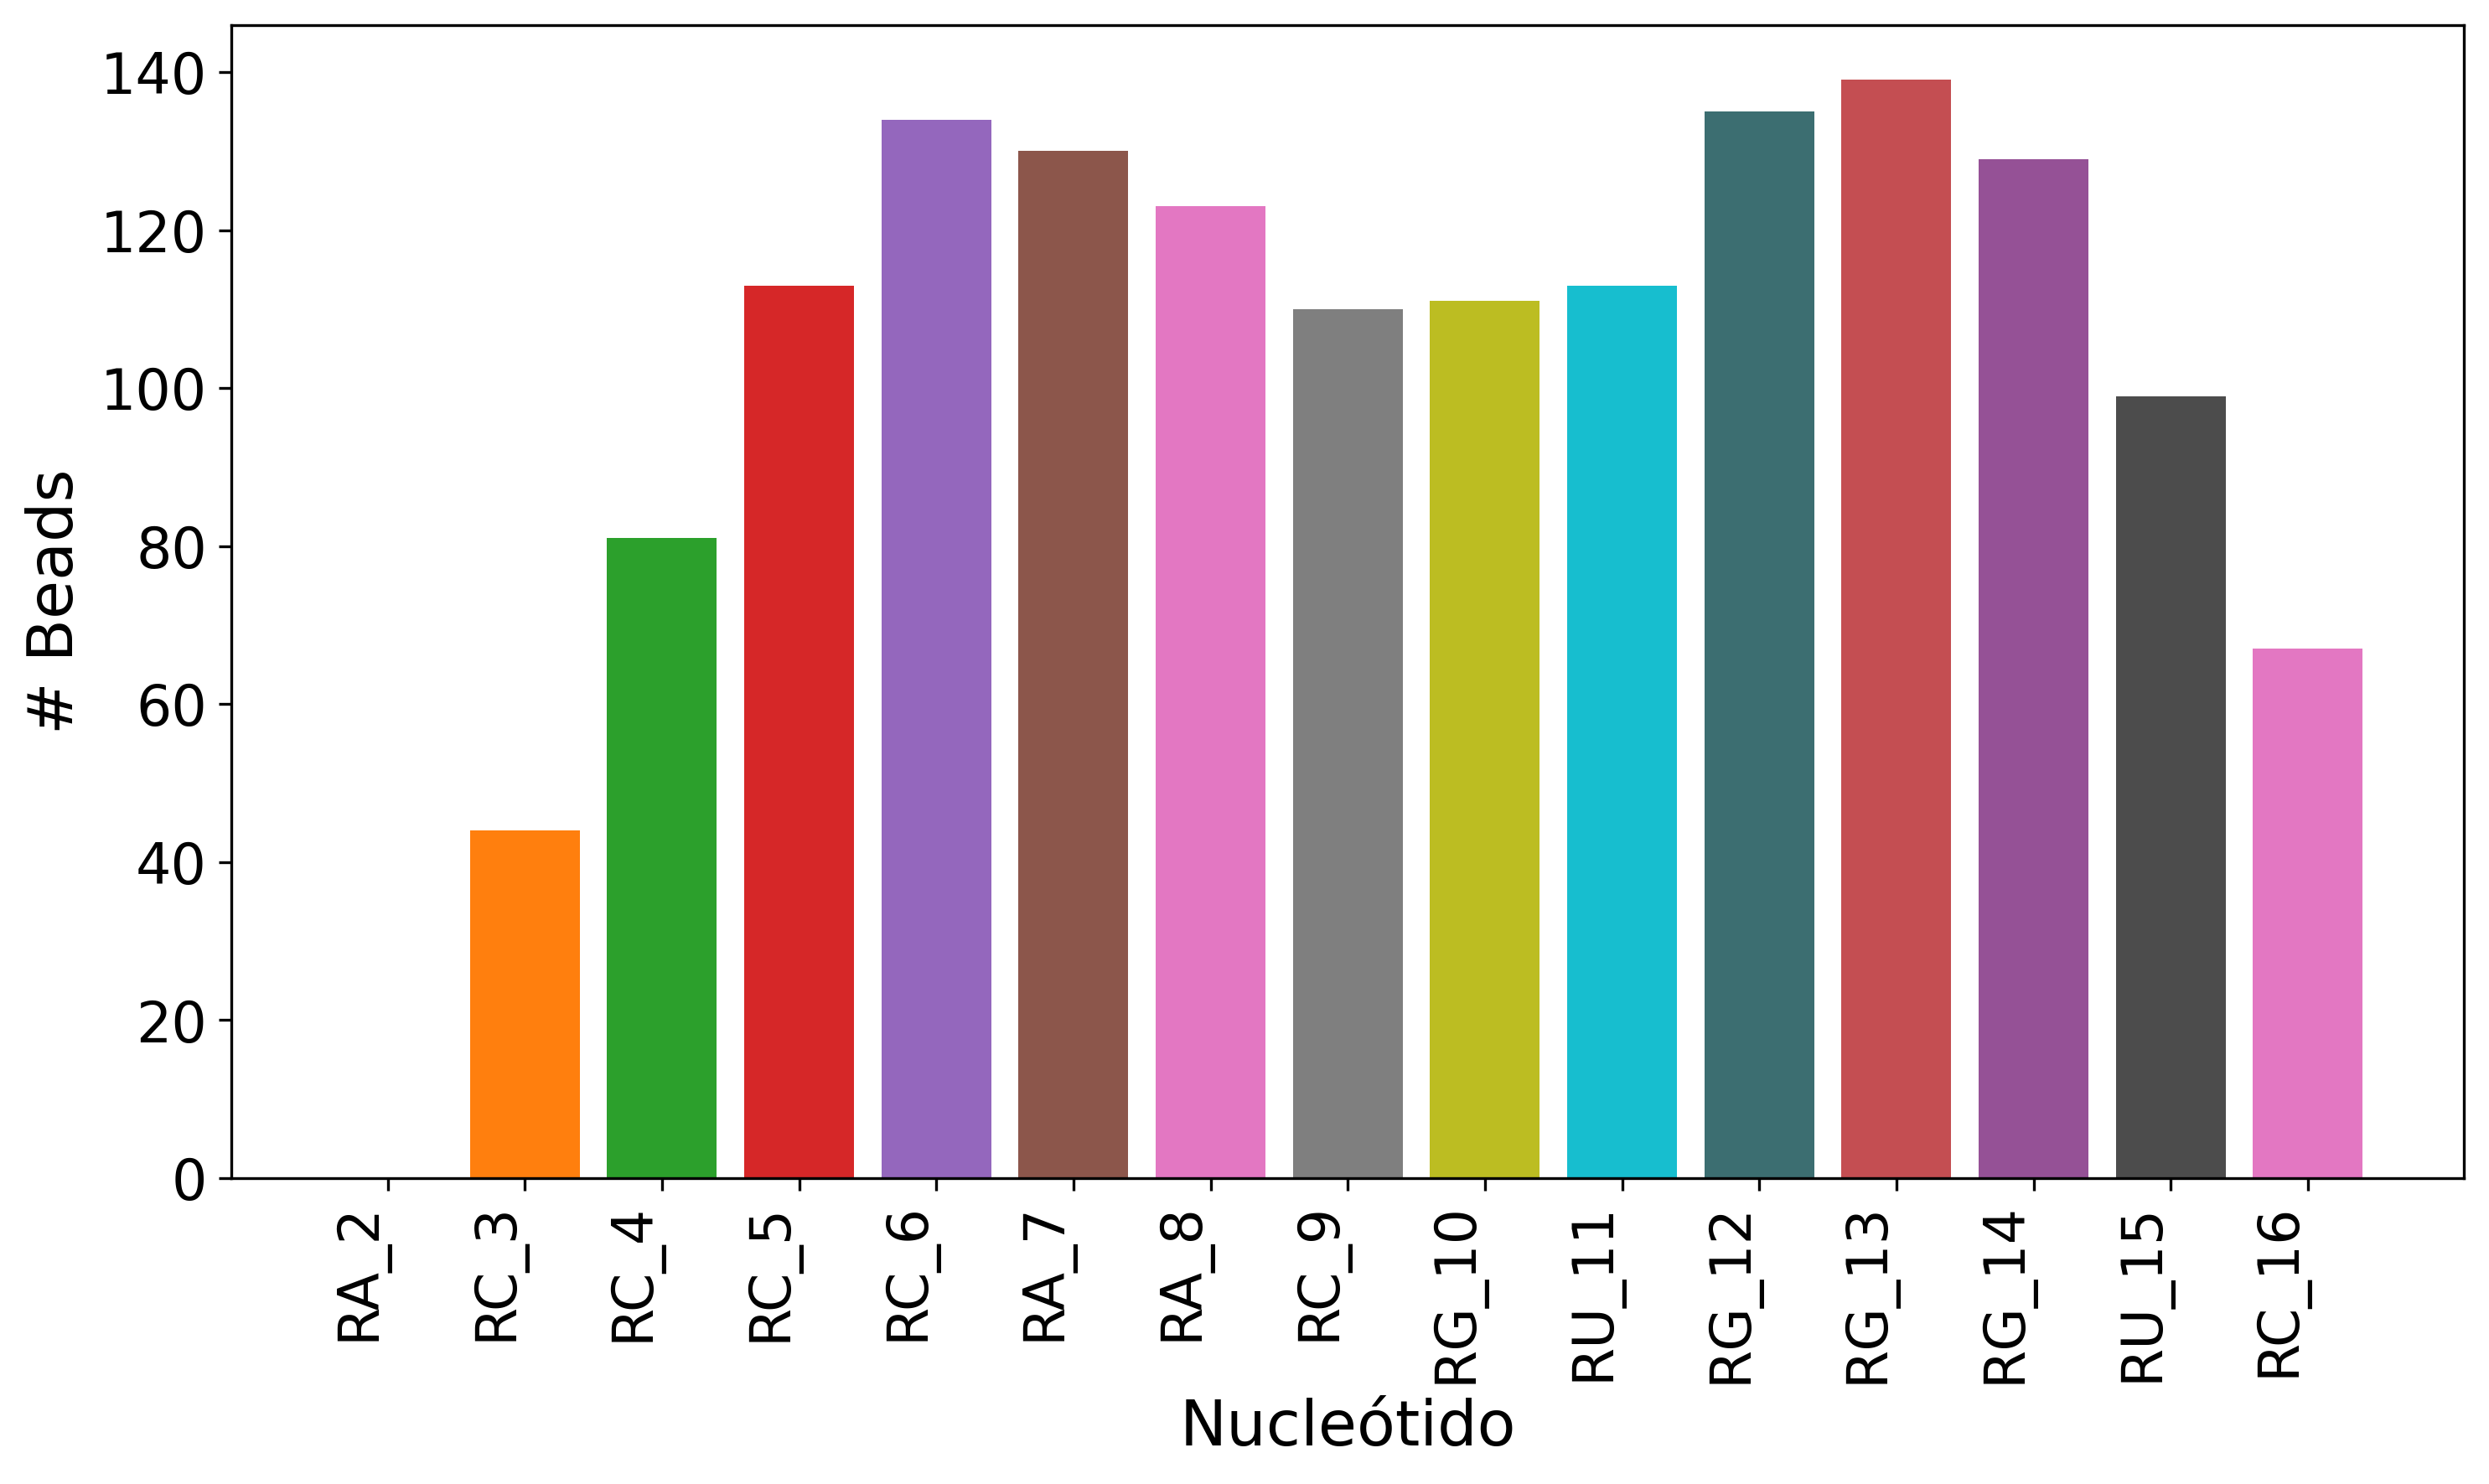 140
120
100
80
60
40
20
0
# Beads
RA_2
RC_3
RC_4
RC_5
RC_6
RA_7
RA_8
RC_9
RG_10
RU_11
RG_12
RG_13
RG_14
RU_15
RC_16
Nucleótido